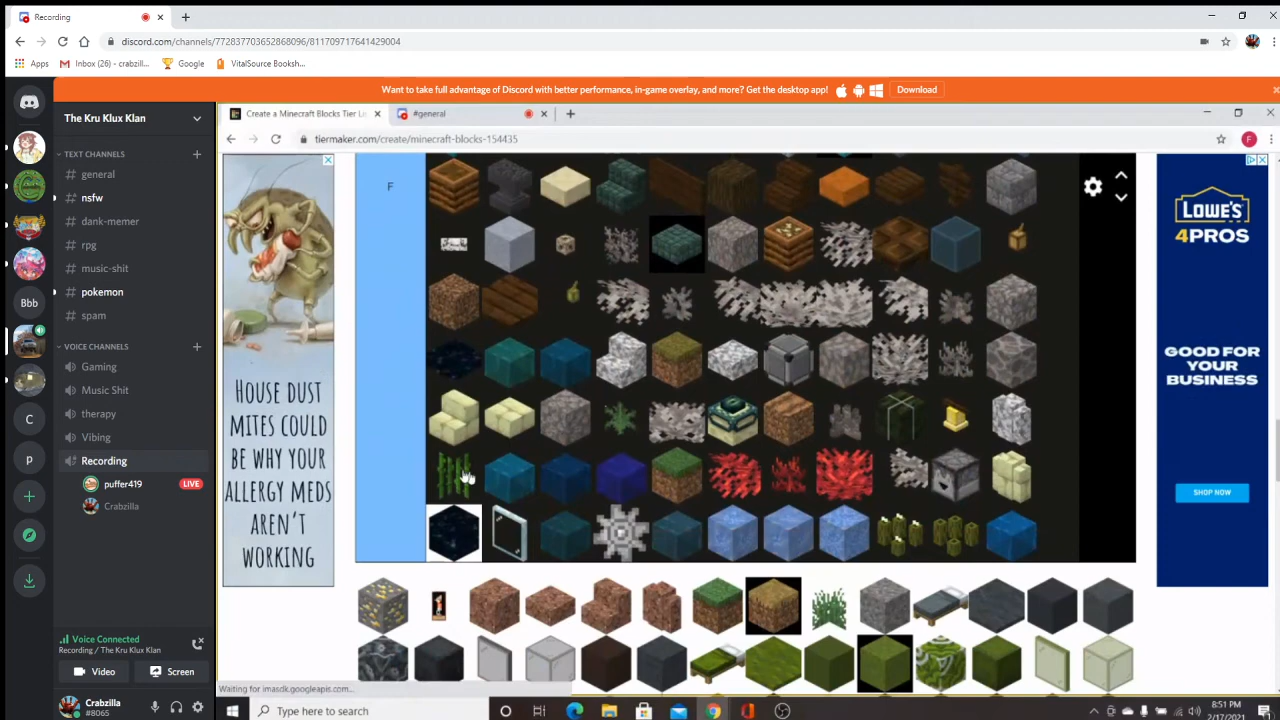 Recording
discord.com/channels/772837703652868096/811097177641429004
Apps
Inbox (26) - crabzill...
Google
VitalSource Booksh...
Want to take full advantage of Discord with better performance, in-game overlay, and more? Get the desktop app!
Download
The Kru Klux Klan
Create a Minecraft Blocks Tier Li
#general
tiermaker.com/create/minecraft-blocks-154435
TEXT CHANNELS
general
nsfw
dank-memer
rpg
music-shit
pokemon
spam
Bbb
VOICE CHANNELS
Gaming
Music Shit
therapy
Vibing
Recording
puffer419
LIVE
Crabzilla
C
p
F
HOUSE DUST
MITES COULD
BE WHY YOUR
ALLERGY MEDS
AREN'T
WORKING
LOWE'S
4PROS
GOOD FOR
YOUR
BUSINESS
SHOP NOW
Voice Connected
Recording / The Kru Klux Klan
Video
Screen
Waiting for imasdk.googleapis.com...
Crabzilla
#8065
Type here to search
8:51 PM
2/17/2021